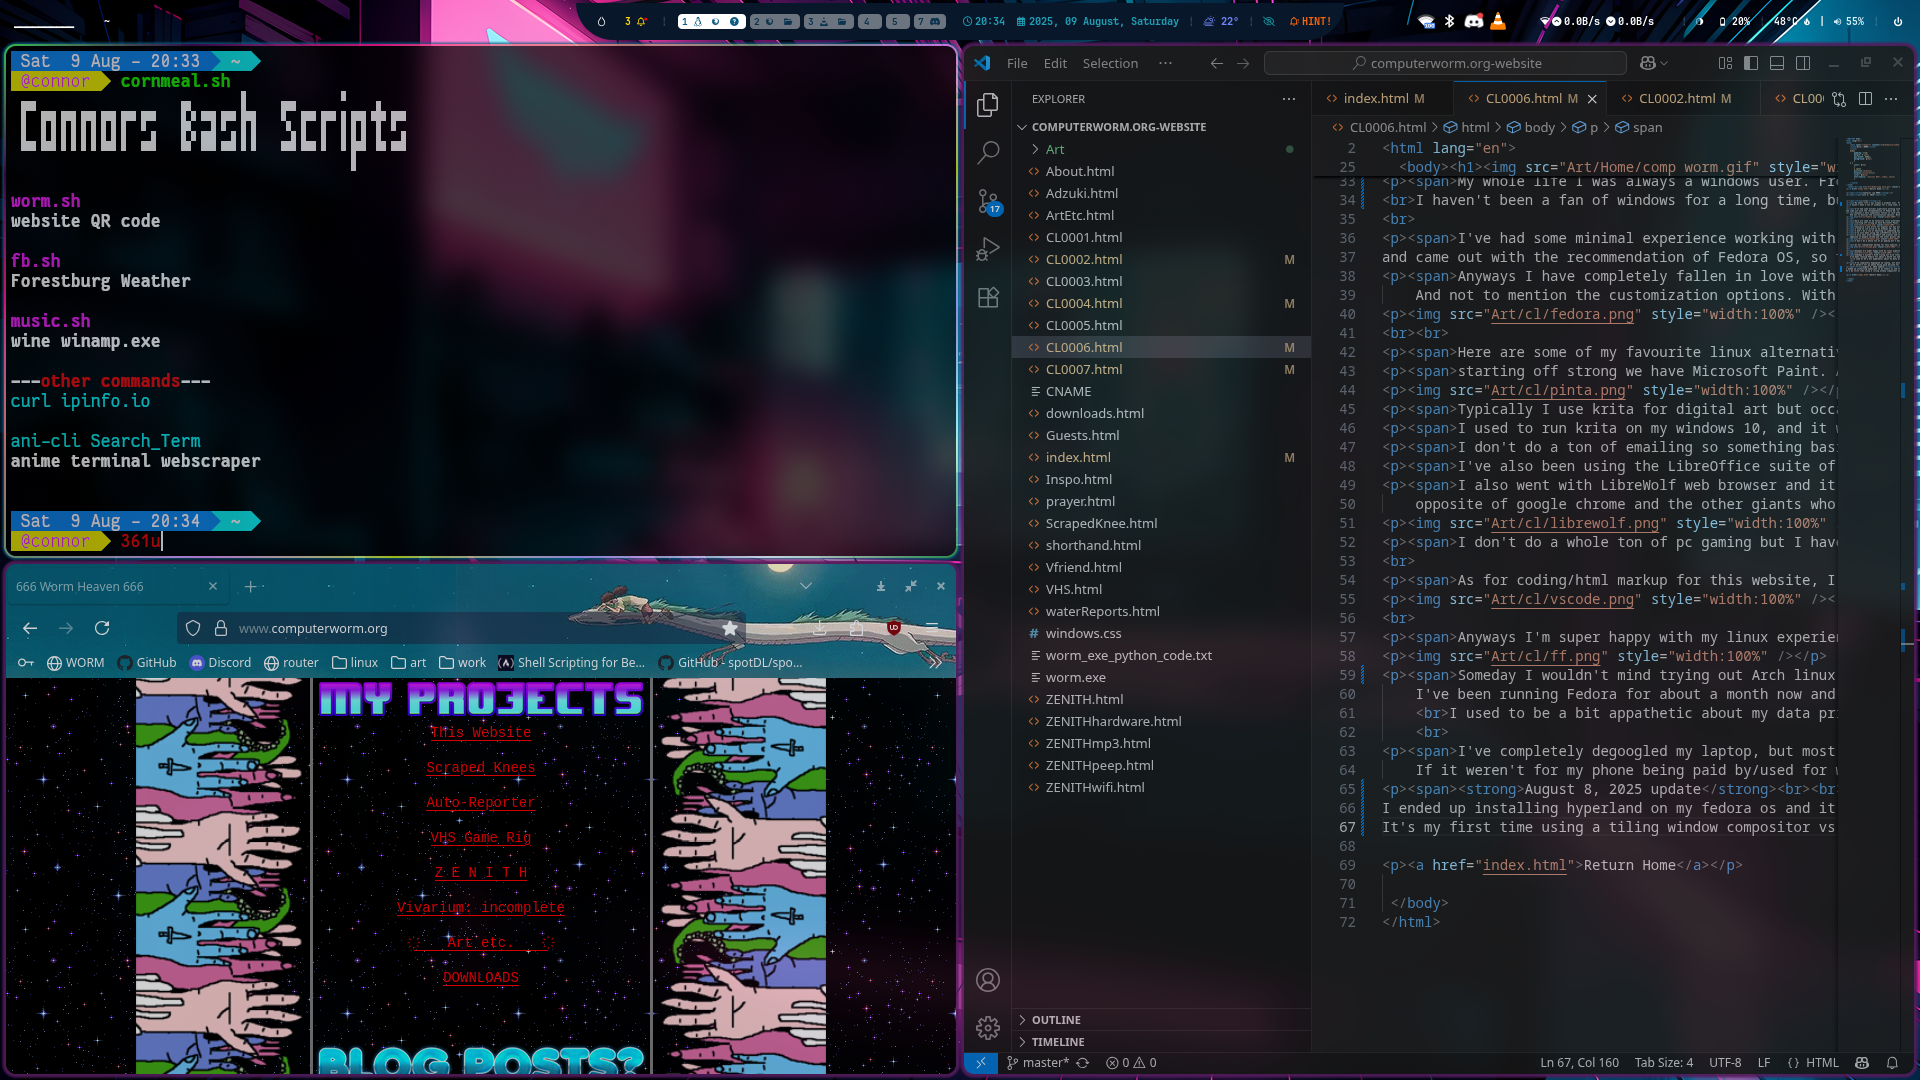 ~
3
1
2
3
4
5
7
20:34
2025, 09 August, Saturday
22°
HINT!
0.0B/s
0.0B/s
20%
48°C
55%
Sat 9 Aug – 20:33
~
@connor
cornmeal.sh
Connors Bash Scripts
worm.sh
website QR code
fb.sh
Forestburg Weather
music.sh
wine winamp.exe
---other commands---
curl ipinfo.io
ani-cli Search_Term
anime terminal webscraper
Sat 9 Aug – 20:34
~
@connor
361u
666 Worm Heaven 666
www.computerworm.org
WORM
GitHub
Discord
router
linux
art
work
Shell Scripting for Be...
GitHub - spotDL/spo...
MY PROJECTS
This Website
Scraped Knees
Auto-Reporter
VHS Game Rig
Z E N I T H
Vivarium: incomplete
Art etc.
DOWNLOADS
BLOG POSTS?
File Edit Selection ···
computerworm.org-website
EXPLORER
COMPUTERWORM.ORG-WEBSITE
Art
About.html
Adzuki.html
ArtEtc.html
CL0001.html
CL0002.html M
CL0003.html
CL0004.html M
CL0005.html
CL0006.html M
CL0007.html M
CNAME
downloads.html
Guests.html
index.html M
Inspo.html
prayer.html
ScrapedKnee.html
shorthand.html
Vfriend.html
VHS.html
waterReports.html
windows.css
worm_exe_python_code.txt
worm.exe
ZENITH.html
ZENITHhardware.html
ZENITHmp3.html
ZENITHpeep.html
ZENITHwifi.html
OUTLINE
TIMELINE
17
index.html M
CL0006.html M
CL0002.html M
CL00
CL0006.html > html > body > p > span
2 <html lang="en">
25 <body><h1><img src="Art/Home/comp worm.gif" style="w
33 <p><span>My whole life I was always a windows user. Fr
34 <br>I haven't been a fan of windows for a long time, b
35 <br>
36 <p><span>I've had some minimal experience working with
37 and came out with the recommendation of Fedora OS, so
38 <p><span>Anyways I have completely fallen in love with
39 And not to mention the customization options. With
40 <p><img src="Art/cl/fedora.png" style="width:100%" /><
41 <br><br>
42 <p><span>Here are some of my favourite linux alternati
43 <p><span>starting off strong we have Microsoft Paint.
44 <p><img src="Art/cl/pinta.png" style="width:100%" /></
45 <p><span>Typically I use krita for digital art but occ
46 <p><span>I used to run krita on my windows 10, and it
47 <p><span>I don't do a ton of emailing so something bas
48 <p><span>I've also been using the LibreOffice suite of
49 <p><span>I also went with LibreWolf web browser and it
50 opposite of google chrome and the other giants who
51 <p><img src="Art/cl/librewolf.png" style="width:100%"
52 <p><span>I don't do a whole ton of pc gaming but I hav
53 <br>
54 <p><span>As for coding/html markup for this website, I
55 <p><img src="Art/cl/vscode.png" style="width:100%" /><
56 <br>
57 <p><span>Anyways I'm super happy with my linux experie
58 <p><img src="Art/cl/ff.png" style="width:100%" /></p>
59 <p><span>Someday I wouldn't mind trying out Arch linux
60 I've been running Fedora for about a month now and
61 <br>I used to be a bit appathetic about my data pr
62 <br>
63 <p><span>I've completely degoogled my laptop, but most
64 If it weren't for my phone being paid by/used for
65 <p><span><strong>August 8, 2025 update</strong><br><br
66 I ended up installing hyperland on my fedora os and it
67 It's my first time using a tiling window compositor vs
68
69 <p><a href="index.html">Return Home</a></p>
70
71 </body>
72 </html>
master*
0 0
Ln 67, Col 160
Tab Size: 4
UTF-8
LF
{ } HTML